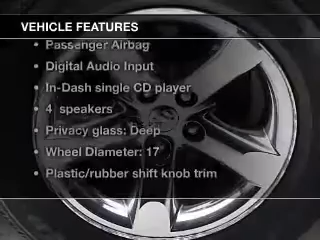 VEHICLE FEATURES
• Passenger Airbag
• Digital Audio Input
• In-Dash single CD player
• 4 speakers
• Privacy glass: Deep
• Wheel Diameter: 17
• Plastic/rubber shift knob trim